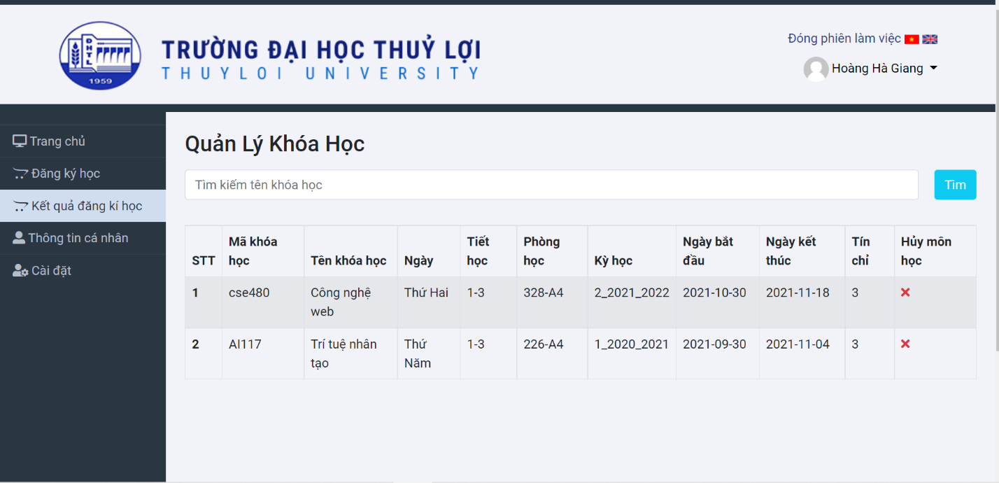 ĐHTL
1959
TRƯỜNG ĐẠI HỌC THUỶ LỢI
THUYLOI UNIVERSITY
Đóng phiên làm việc
Hoàng Hà Giang
Trang chủ
Đăng ký học
Kết quả đăng kí học
Thông tin cá nhân
Cài đặt
Quản Lý Khóa Học
Tìm kiếm tên khóa học
Tìm
STT Mã khóa học Tên khóa học Ngày Tiết học Phòng học Kỳ học Ngày bắt đầu Ngày kết thúc Tín chỉ Hủy môn học
1 cse480 Công nghệ web Thứ Hai 1-3 328-A4 2_2021_2022 2021-10-30 2021-11-18 3
2 AI117 Trí tuệ nhân tạo Thứ Năm 1-3 226-A4 1_2020_2021 2021-09-30 2021-11-04 3